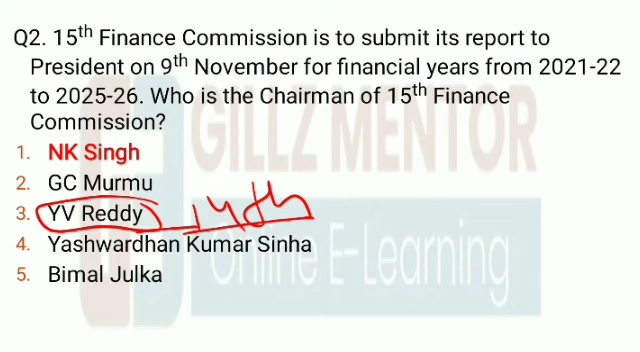 Q2. 15th Finance Commission is to submit its report to
President on 9th November for financial years from 2021-22
to 2025-26. Who is the Chairman of 15th Finance
Commission?
1. NK Singh
2. GC Murmu
3. YV Reddy 14th
4. Yashwardhan Kumar Sinha
5. Bimal Julka
GILLZ MENTOR
Online E-Learning